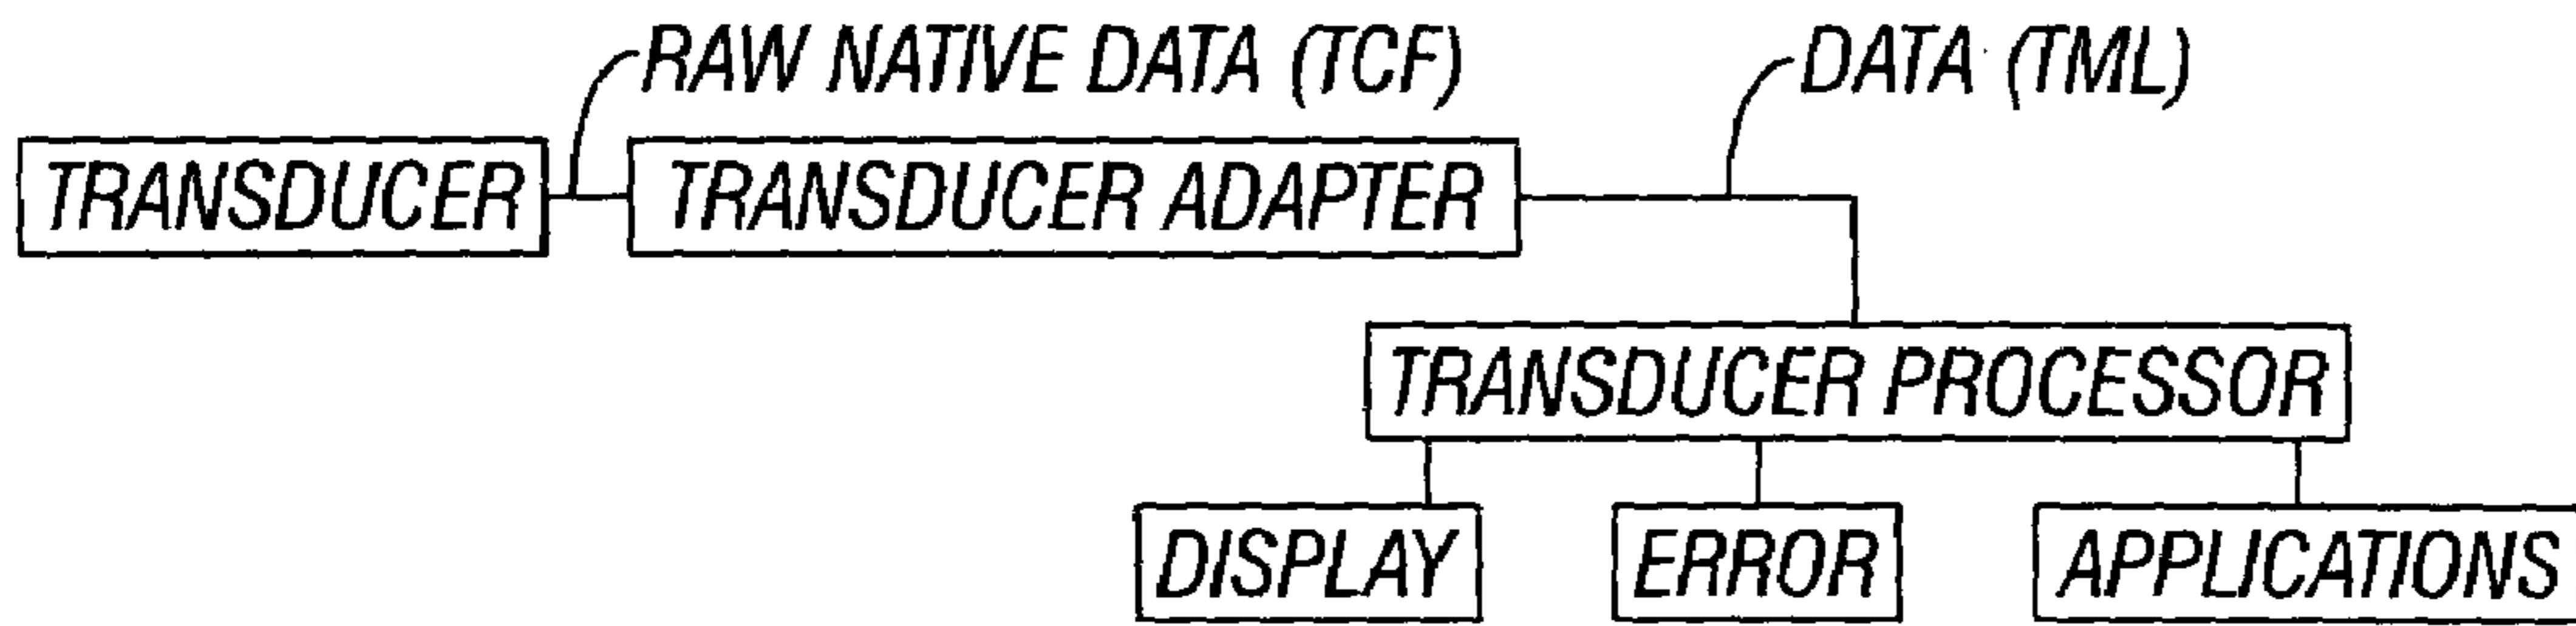 RAW NATIVE DATA (TCF)
DATA (TML)
TRANSDUCER
TRANSDUCER ADAPTER
TRANSDUCER PROCESSOR
DISPLAY
ERROR
APPLICATIONS